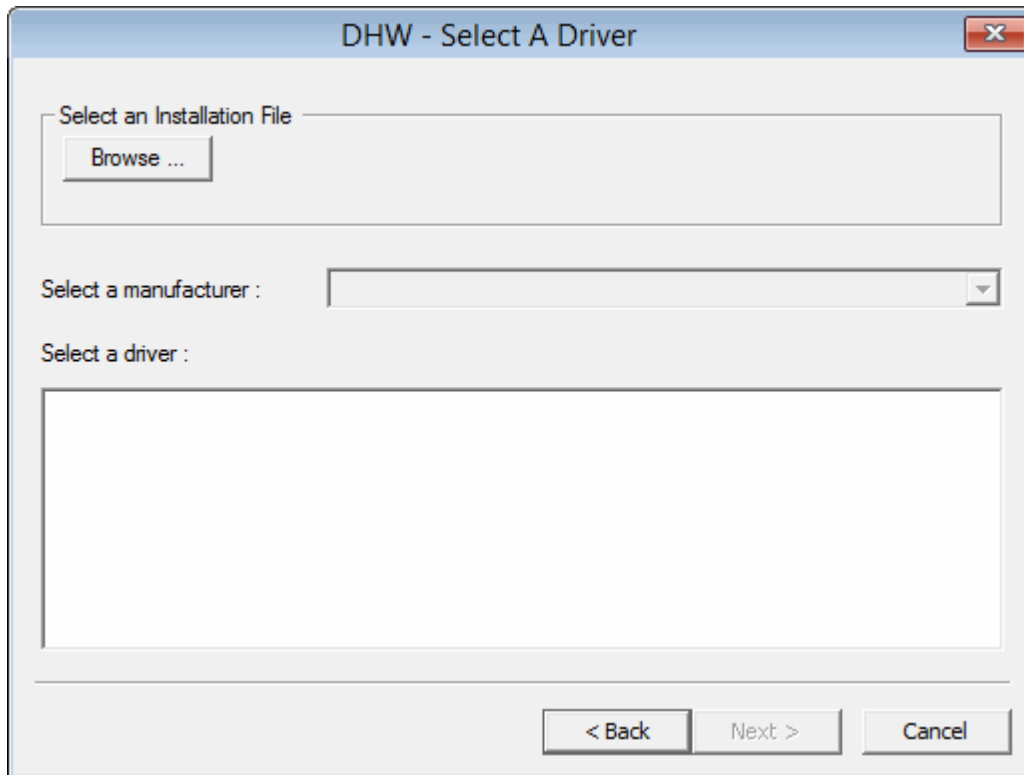 DHW - Select A Driver
Select an Installation File
Browse ...
Select a manufacturer :
Select a driver :
< Back
Next >
Cancel